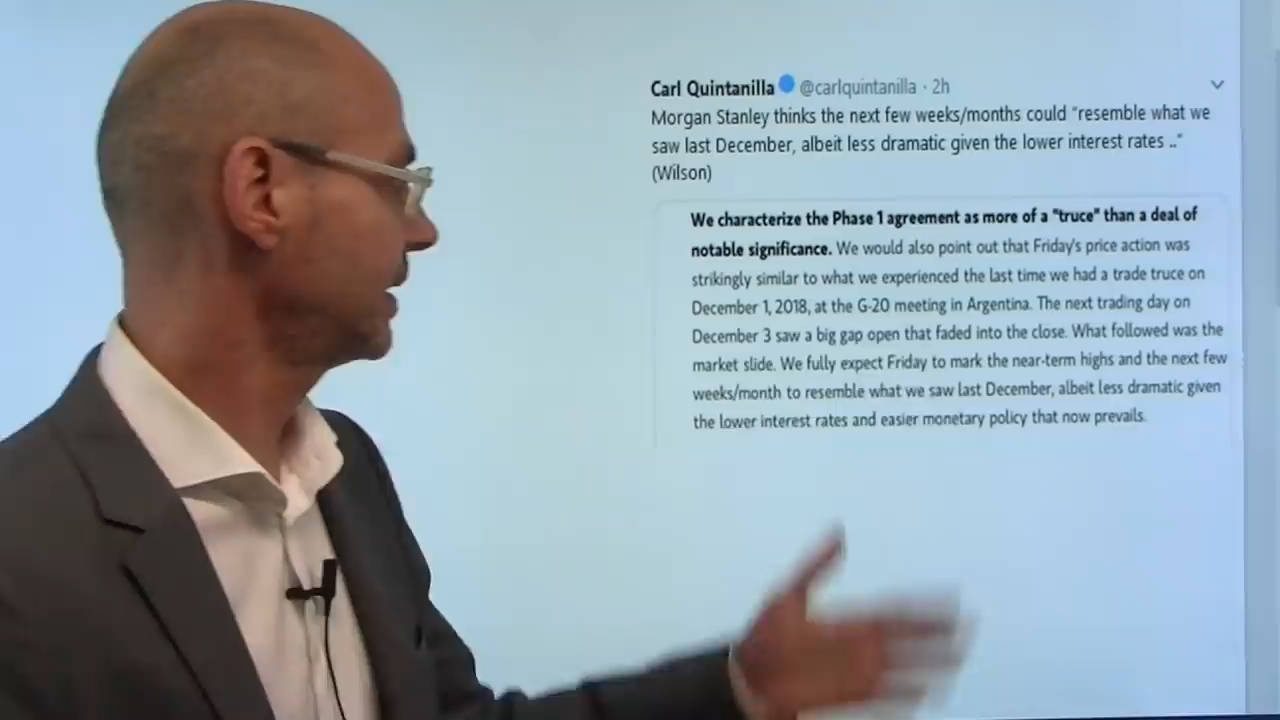 Carl Quintanilla @carlquintanilla · 2h
Morgan Stanley thinks the next few weeks/months could "resemble what we
saw last December, albeit less dramatic given the lower interest rates .."
(Wilson)
We characterize the Phase 1 agreement as more of a "truce" than a deal of
notable significance. We would also point out that Friday's price action was
strikingly similar to what we experienced the last time we had a trade truce on
December 1, 2018, at the G-20 meeting in Argentina. The next trading day on
December 3 saw a big gap open that faded into the close. What followed was the
market slide. We fully expect Friday to mark the near-term highs and the next few
weeks/month to resemble what we saw last December, albeit less dramatic given
the lower interest rates and easier monetary policy that now prevails.